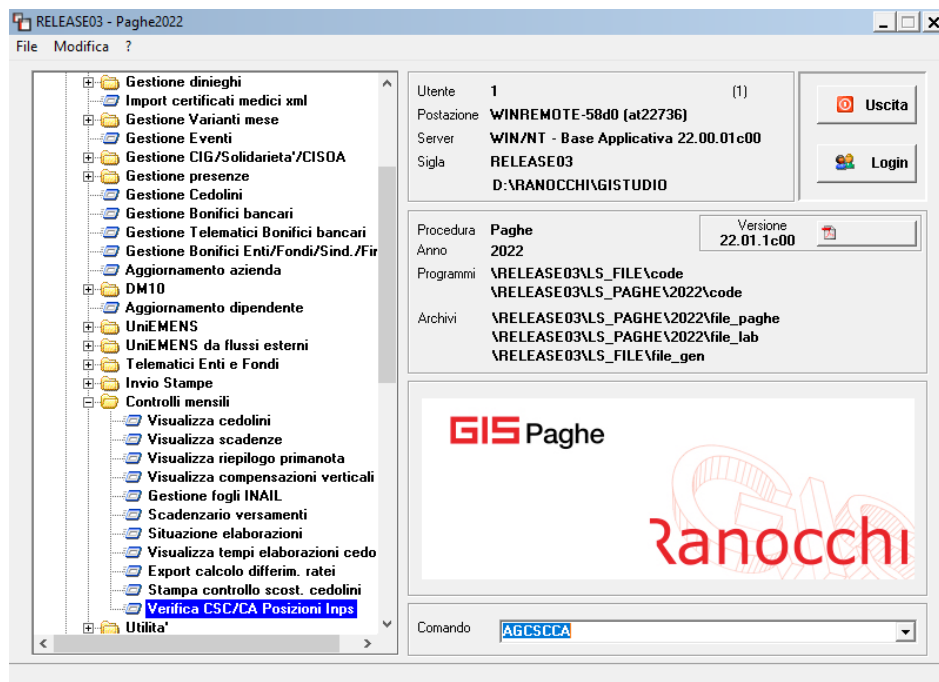 RELEASE03 - Paghe2022
File Modifica ?
Gestione dinieghi
Import certificati medici xml
Gestione Varianti mese
Gestione Eventi
Gestione CIG/Solidarieta'/CISOA
Gestione presenze
Gestione Cedolini
Gestione Bonifici bancari
Gestione Telematici Bonifici bancari
Gestione Bonifici Enti/Fondi/Sind./Fir
Aggiornamento azienda
DM10
Aggiornamento dipendente
UniEMENS
UniEMENS da flussi esterni
Telematici Enti e Fondi
Invio Stampe
Controlli mensili
Visualizza cedolini
Visualizza scadenze
Visualizza riepilogo primanota
Visualizza compensazioni verticali
Gestione fogli INAIL
Scadenzario versamenti
Situazione elaborazioni
Visualizza tempi elaborazioni cedo
Export calcolo differim. ratei
Stampa controllo scost. cedolini
Verifica CSC/CA Posizioni Inps
Utilita'
Utente 1 (1)
Postazione WINREMOTE-58d0 (at22736)
Server WIN/NT - Base Applicativa 22.00.01c00
Sigla RELEASE03
D:\RANOCCHI\GISTUDIO
Uscita
Login
Procedura Paghe
Versione
22.01.1c00
Anno 2022
Programmi \RELEASE03\LS_FILE\code
\RELEASE03\LS_PAGHE\2022\code
Archivi \RELEASE03\LS_PAGHE\2022\file_paghe
\RELEASE03\LS_PAGHE\2022\file_lab
\RELEASE03\LS_FILE\file_gen
GIS Paghe
Ranocchi
Comando AGCSCCA